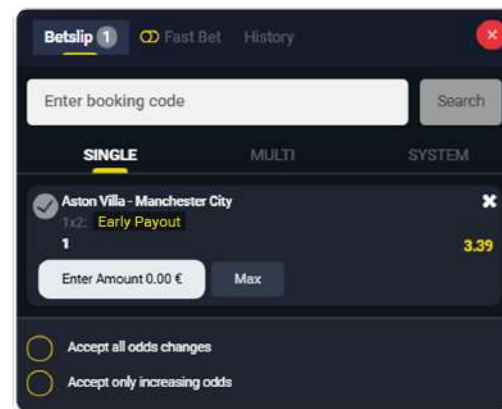 Betslip 1 Fast Bet History
Enter booking code Search
SINGLE MULTI SYSTEM
Aston Villa - Manchester City
1x2: Early Payout
1 3.39
Enter Amount 0.00 € Max
Accept all odds changes
Accept only increasing odds